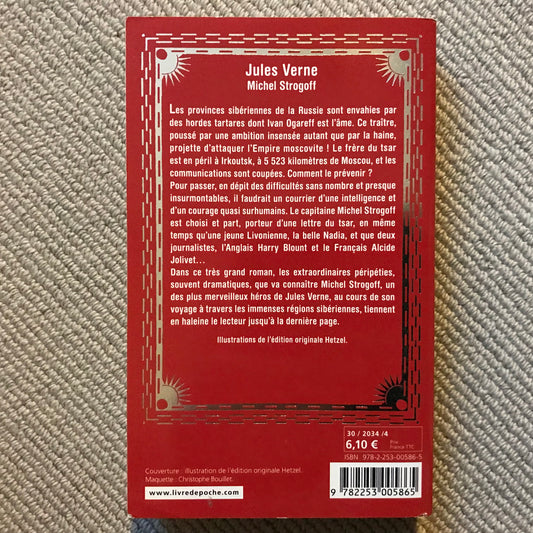 Jules Verne
Michel Strogoff
Les provinces sibériennes de la Russie sont envahies par
des hordes tartares dont Ivan Ogareff est l'âme. Ce traître,
poussé par une ambition insensée autant que par la haine,
projette d'attaquer l'Empire moscovite ! Le frère du tsar
est en péril à Irkoutsk, à 5 523 kilomètres de Moscou, et les
communications sont coupées. Comment le prévenir ?
Pour passer, en dépit des difficultés sans nombre et presque
insurmontables, il faudrait un courrier d'une intelligence et
d'un courage quasi surhumains. Le capitaine Michel Strogoff
est choisi et part, porteur d'une lettre du tsar, en même
temps qu'une jeune Livonienne, la belle Nadia, et que deux
journalistes, l'Anglais Harry Blount et le Français Alcide
Jolivet...
Dans ce très grand roman, les extraordinaires péripéties,
souvent dramatiques, que va connaître Michel Strogoff, un
des plus merveilleux héros de Jules Verne, au cours de son
voyage à travers les immenses régions sibériennes, tiennent
en haleine le lecteur jusqu'à la dernière page.
Illustrations de l'édition originale Hetzel.
30 / 2034 /4
6,10 € Prix
France TTC
ISBN 978-2-253-00586-5
Couverture : illustration de l'édition originale Hetzel.
Maquette : Christophe Bouillet.
www.livredepoche.com
9 782253 005865